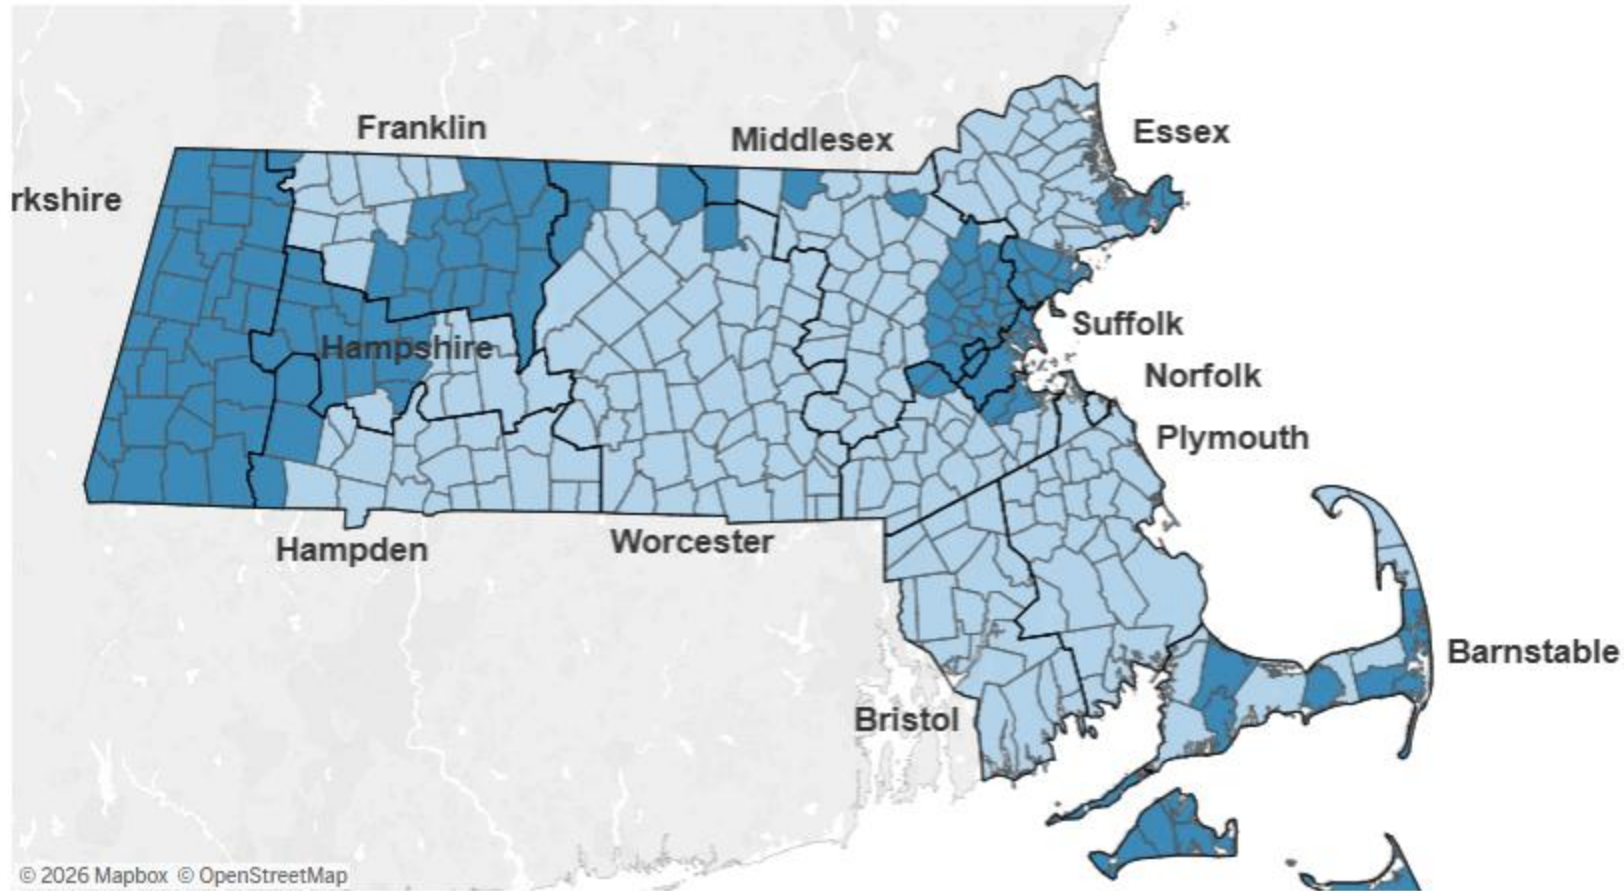 Franklin
Middlesex
Essex
rkshire
Suffolk
Hampshire
Norfolk
Plymouth
Hampden
Worcester
Barnstable
Bristol
© 2026 Mapbox © OpenStreetMap